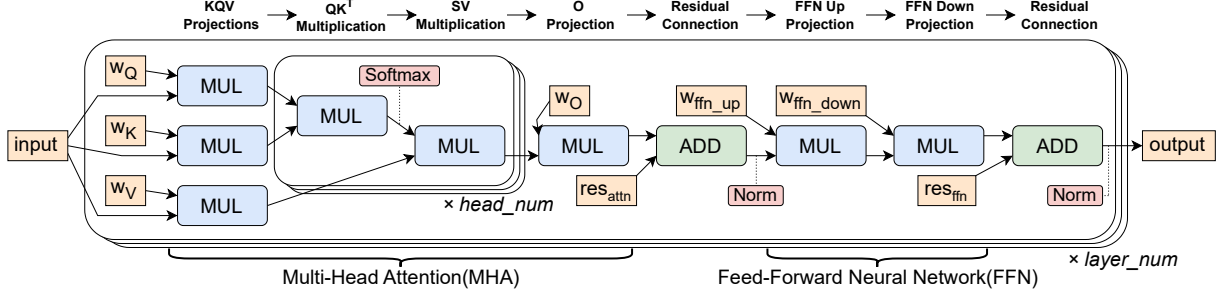 KQV Projections
QKᵀ Multiplication
SV Multiplication
O Projection
Residual Connection
FFN Up Projection
FFN Down Projection
Residual Connection
input
w_Q
w_K
w_V
MUL
MUL
MUL
MUL
Softmax
MUL
× head_num
w_O
MUL
res_attn
ADD
Norm
w_ffn_up
MUL
w_ffn_down
MUL
res_ffn
ADD
Norm
output
× layer_num
Multi-Head Attention(MHA)
Feed-Forward Neural Network(FFN)